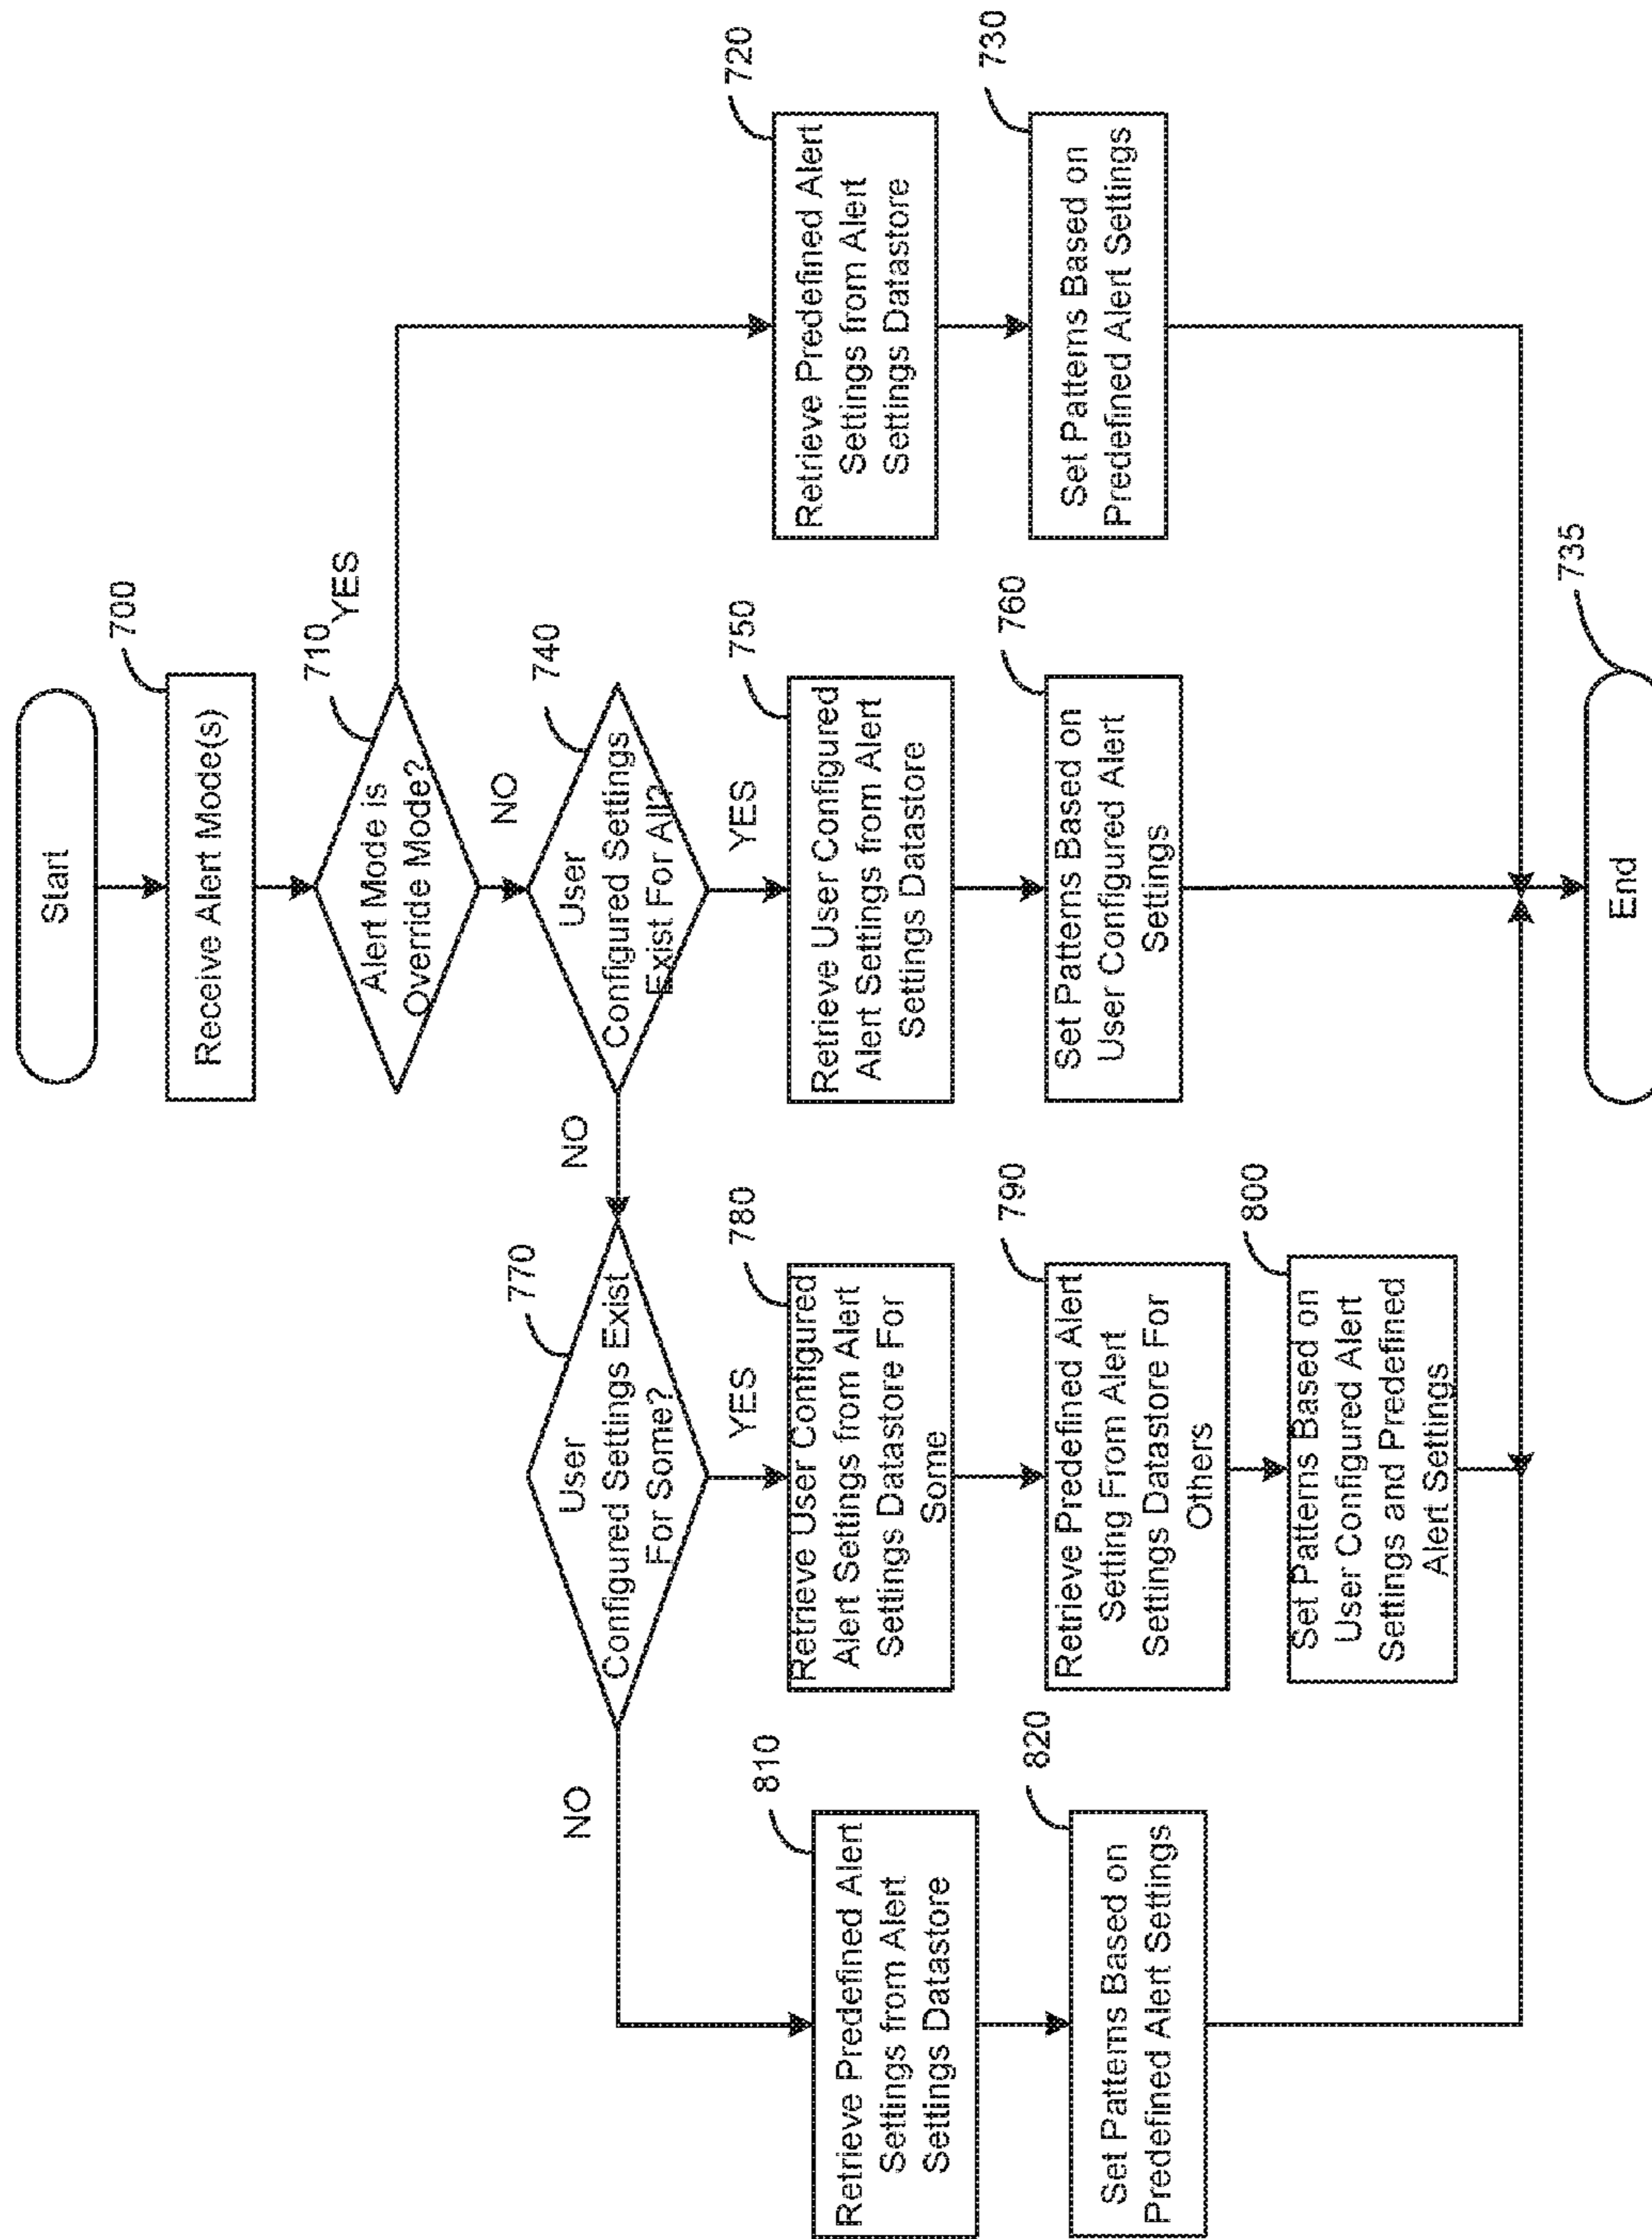 Start
700
Receive Alert Mode(s)
710
Alert Mode is
Override Mode?
YES
NO
720
Retrieve Predefined Alert
Settings from Alert
Settings Datastore
730
Set Patterns Based on
Predefined Alert Settings
740
User
Configured Settings
Exist For All?
YES
NO
750
Retrieve User Configured
Alert Settings from Alert
Settings Datastore
760
Set Patterns Based on
User Configured Alert
Settings
770
User
Configured Settings Exist
For Some?
YES
NO
780
Retrieve User Configured
Alert Settings from Alert
Settings Datastore For
Some
790
Retrieve Predefined Alert
Setting From Alert
Settings Datastore For
Others
800
Set Patterns Based on
User Configured Alert
Settings and Predefined
Alert Settings
810
Retrieve Predefined Alert
Settings from Alert
Settings Datastore
820
Set Patterns Based on
Predefined Alert Settings
735
End